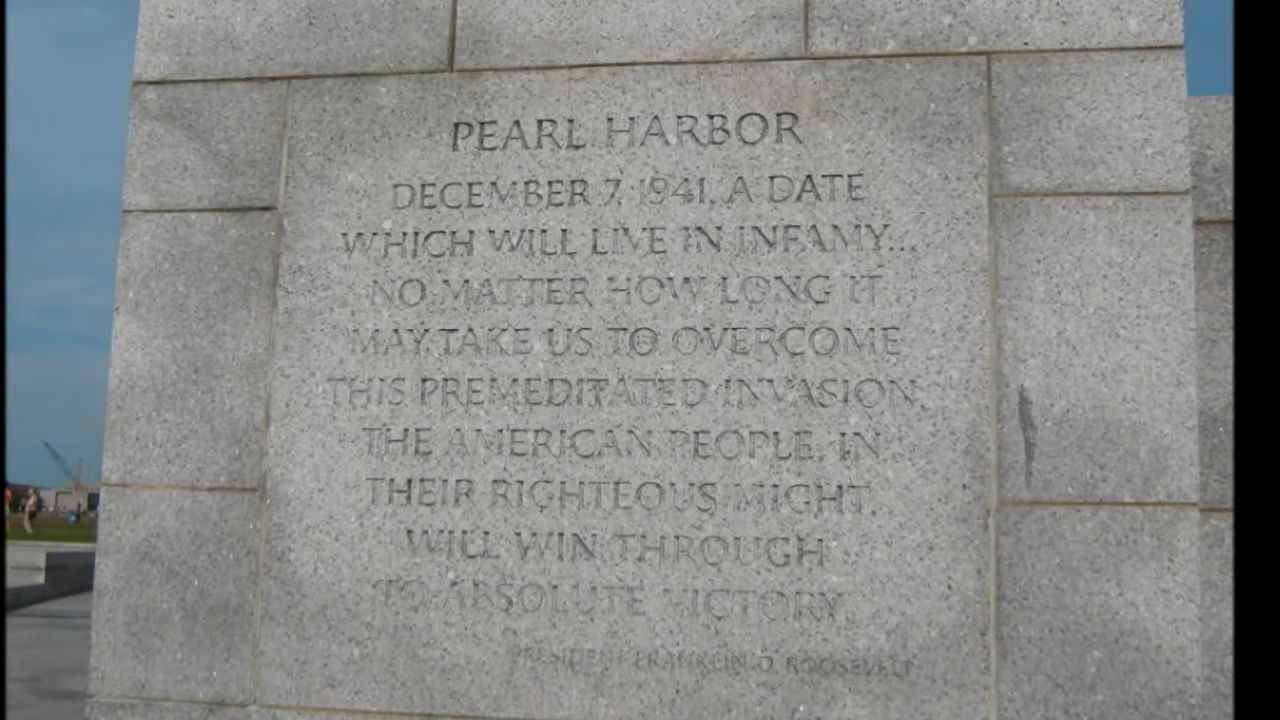 PEARL HARBOR
DECEMBER 7, 1941, A DATE
WHICH WILL LIVE IN INFAMY...
NO MATTER HOW LONG IT
MAY TAKE US TO OVERCOME
THIS PREMEDITATED INVASION,
THE AMERICAN PEOPLE, IN
THEIR RIGHTEOUS MIGHT,
WILL WIN THROUGH
TO ABSOLUTE VICTORY.
PRESIDENT FRANKLIN D. ROOSEVELT